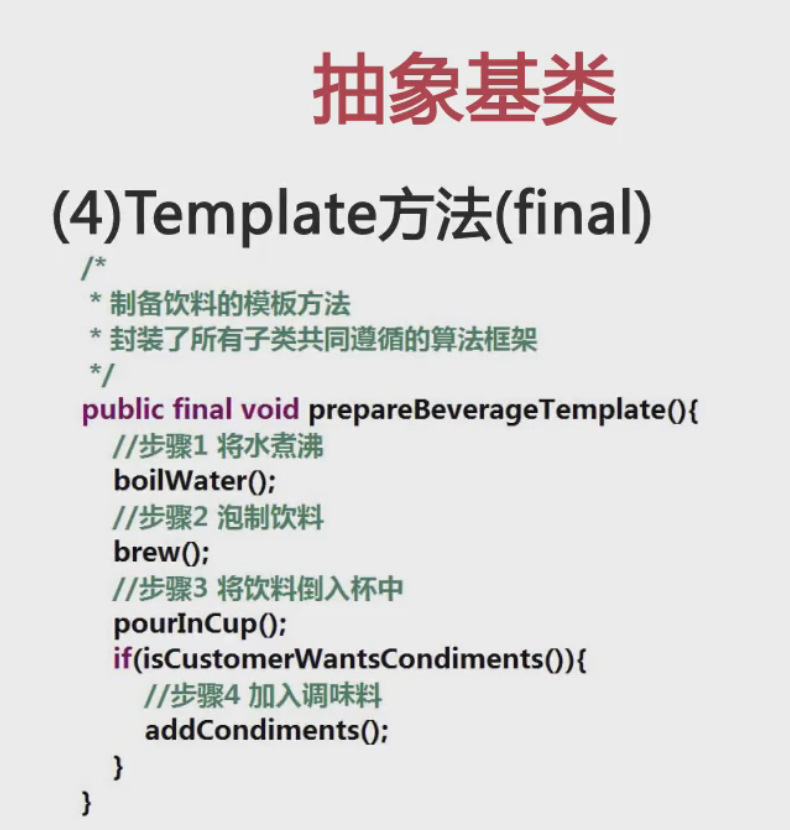 抽象基类
(4)Template方法(final)
/*
* 制备饮料的模板方法
* 封装了所有子类共同遵循的算法框架
*/
public final void prepareBeverageTemplate(){
//步骤1 将水煮沸
boilWater();
//步骤2 泡制饮料
brew();
//步骤3 将饮料倒入杯中
pourInCup();
if(isCustomerWantsCondiments()){
//步骤4 加入调味料
addCondiments();
}
}